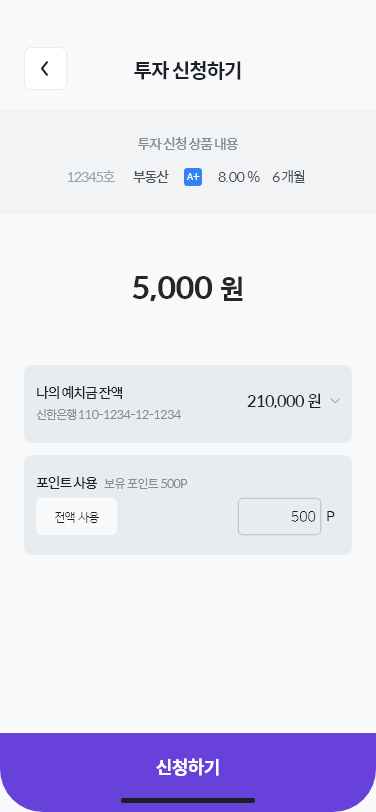 투자 신청하기
투자 신청 상품 내용
12345호 부동산 A+ 8.00 % 6개월
5,000 원
나의 예치금 잔액
신한은행 110-1234-12-1234
210,000 원
포인트 사용 보유 포인트 500P
전액 사용 500 P
신청하기